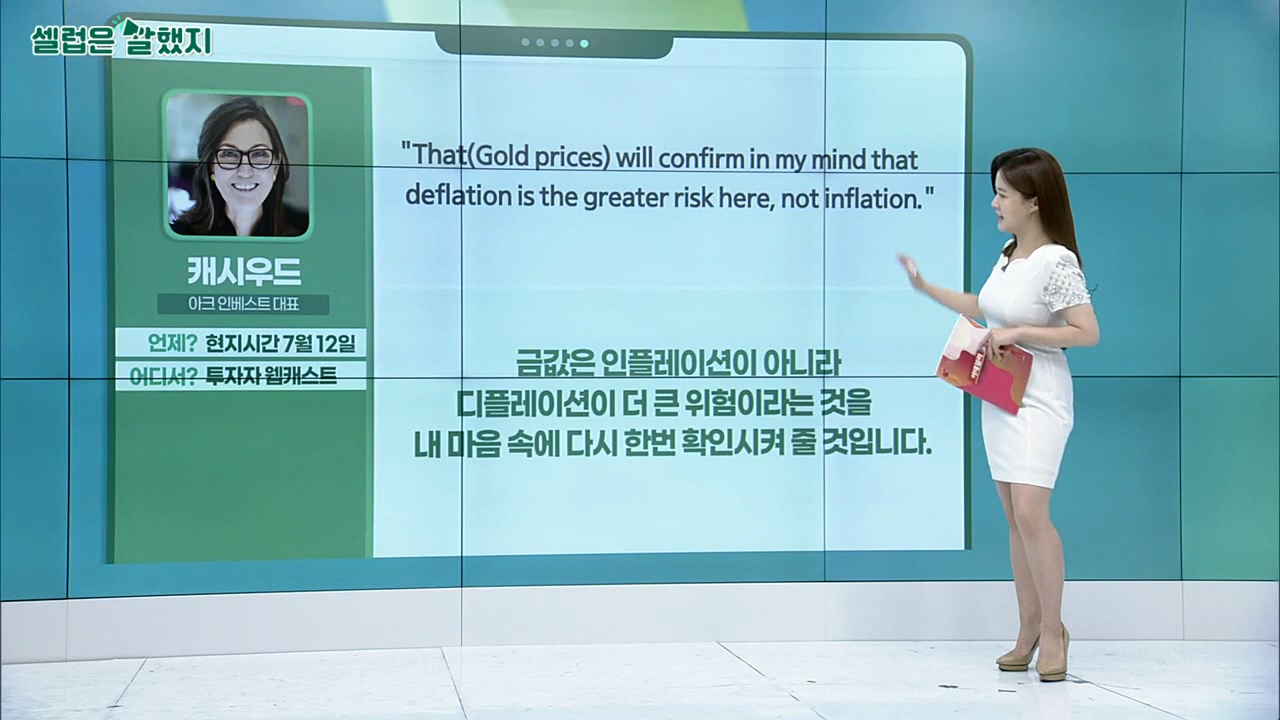 셀럽은 말했지
"That(Gold prices) will confirm in my mind that
deflation is the greater risk here, not inflation."
캐시우드
아크 인베스트 대표
언제? 현지시간 7월 12일
어디서? 투자자 웹캐스트
금값은 인플레이션이 아니라
디플레이션이 더 큰 위험이라는 것을
내 마음 속에 다시 한번 확인시켜 줄 것입니다.